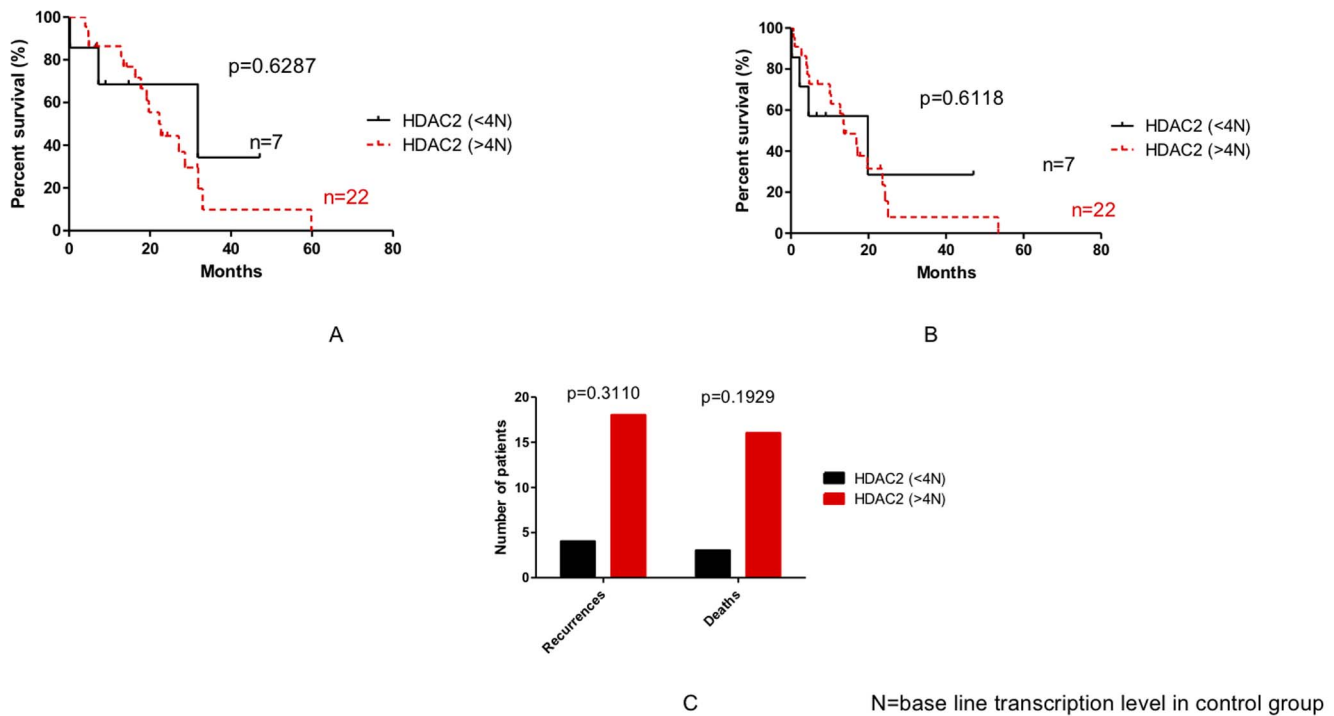 100
80
60
40
20
0
Percent survival (%)
0 20 40 60 80
Months
p=0.6287
n=7
n=22
HDAC2 (<4N)
HDAC2 (>4N)
A
100
80
60
40
20
0
Percent survival (%)
0 20 40 60 80
Months
p=0.6118
n=7
n=22
HDAC2 (<4N)
HDAC2 (>4N)
B
20
15
10
5
0
Number of patients
p=0.3110
p=0.1929
Recurrences
Deaths
HDAC2 (<4N)
HDAC2 (>4N)
C
N=base line transcription level in control group